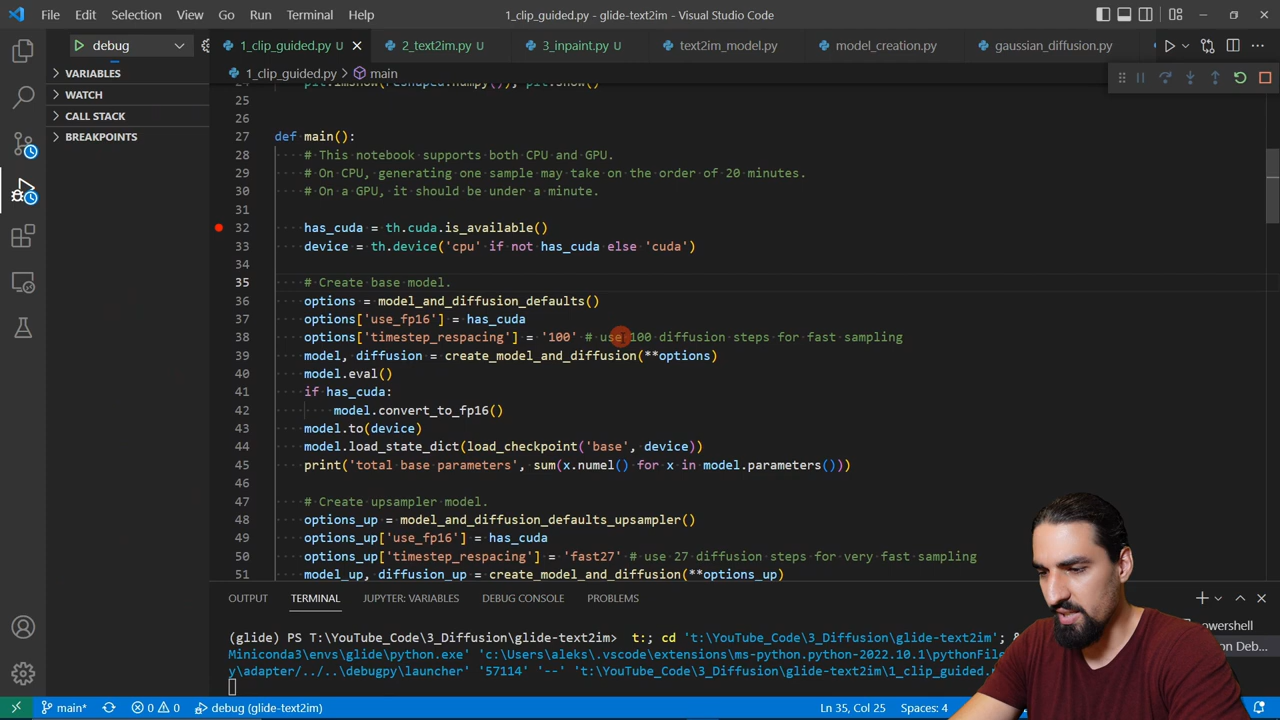 File Edit Selection View Go Run Terminal Help 1_clip_guided.py - glide-text2im - Visual Studio Code
debug
1_clip_guided.py U 2_text2im.py U 3_inpaint.py U text2im_model.py model_creation.py gaussian_diffusion.py
VARIABLES
WATCH
CALL STACK
BREAKPOINTS
1_clip_guided.py > main
25
26
27 def main():
28 # This notebook supports both CPU and GPU.
29 # On CPU, generating one sample may take on the order of 20 minutes.
30 # On a GPU, it should be under a minute.
31
32 has_cuda = th.cuda.is_available()
33 device = th.device('cpu' if not has_cuda else 'cuda')
34
35 # Create base model.
36 options = model_and_diffusion_defaults()
37 options['use_fp16'] = has_cuda
38 options['timestep_respacing'] = '100' # use 100 diffusion steps for fast sampling
39 model, diffusion = create_model_and_diffusion(**options)
40 model.eval()
41 if has_cuda:
42 model.convert_to_fp16()
43 model.to(device)
44 model.load_state_dict(load_checkpoint('base', device))
45 print('total base parameters', sum(x.numel() for x in model.parameters()))
46
47 # Create upsampler model.
48 options_up = model_and_diffusion_defaults_upsampler()
49 options_up['use_fp16'] = has_cuda
50 options_up['timestep_respacing'] = 'fast27' # use 27 diffusion steps for very fast sampling
51 model_up, diffusion_up = create_model_and_diffusion(**options_up)
OUTPUT TERMINAL JUPYTER: VARIABLES DEBUG CONSOLE PROBLEMS
(glide) PS T:\YouTube_Code\3_Diffusion\glide-text2im> t:; cd 't:\YouTube_Code\3_Diffusion\glide-text2im'; &
Miniconda3\envs\glide\python.exe' 'c:\Users\aleks\.vscode\extensions\ms-python.python-2022.10.1\pythonFile
y\adapter/../..\debugpy\launcher' '57114' '--' 't:\YouTube_Code\3_Diffusion\glide-text2im\1_clip_guided.
powershell
Deb...
main* 0 0 debug (glide-text2im) Ln 35, Col 25 Spaces: 4